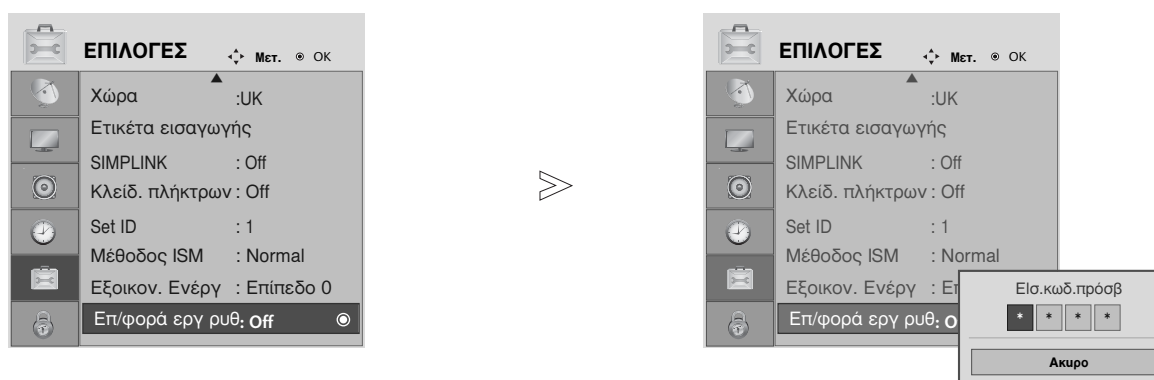 ΕΠΙΛΟΓΕΣ Μετ. OK
Χώρα :UK
Ετικέτα εισαγωγής
SIMPLINK : Off
Κλείδ. πλήκτρων : Off
Set ID : 1
Μέθοδος ISM : Normal
Εξοικον. Ενέργ : Επίπεδο 0
Επ/φορά εργ ρυθ: Off
ΕΠΙΛΟΓΕΣ Μετ. OK
Χώρα :UK
Ετικέτα εισαγωγής
SIMPLINK : Off
Κλείδ. πλήκτρων : Off
Set ID : 1
Μέθοδος ISM : Normal
Εξοικον. Ενέργ : Επ
Επ/φορά εργ ρυθ: O
ΕΙσ.κωδ.πρόσβ
* * * *
Ακυρο